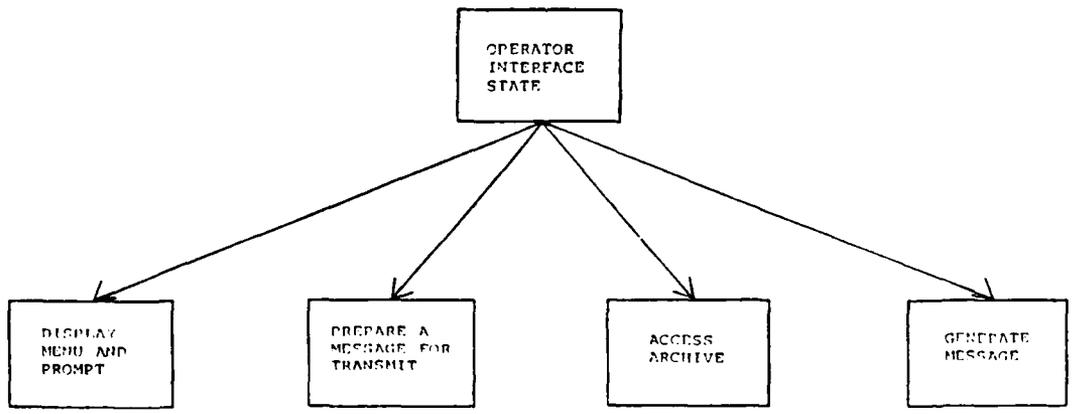 OPERATOR
INTERFACE
STATE
DISPLAY
MENU AND
PROMPT
PREPARE A
MESSAGE FOR
TRANSMIT
ACCESS
ARCHIVE
GENERATE
MESSAGE